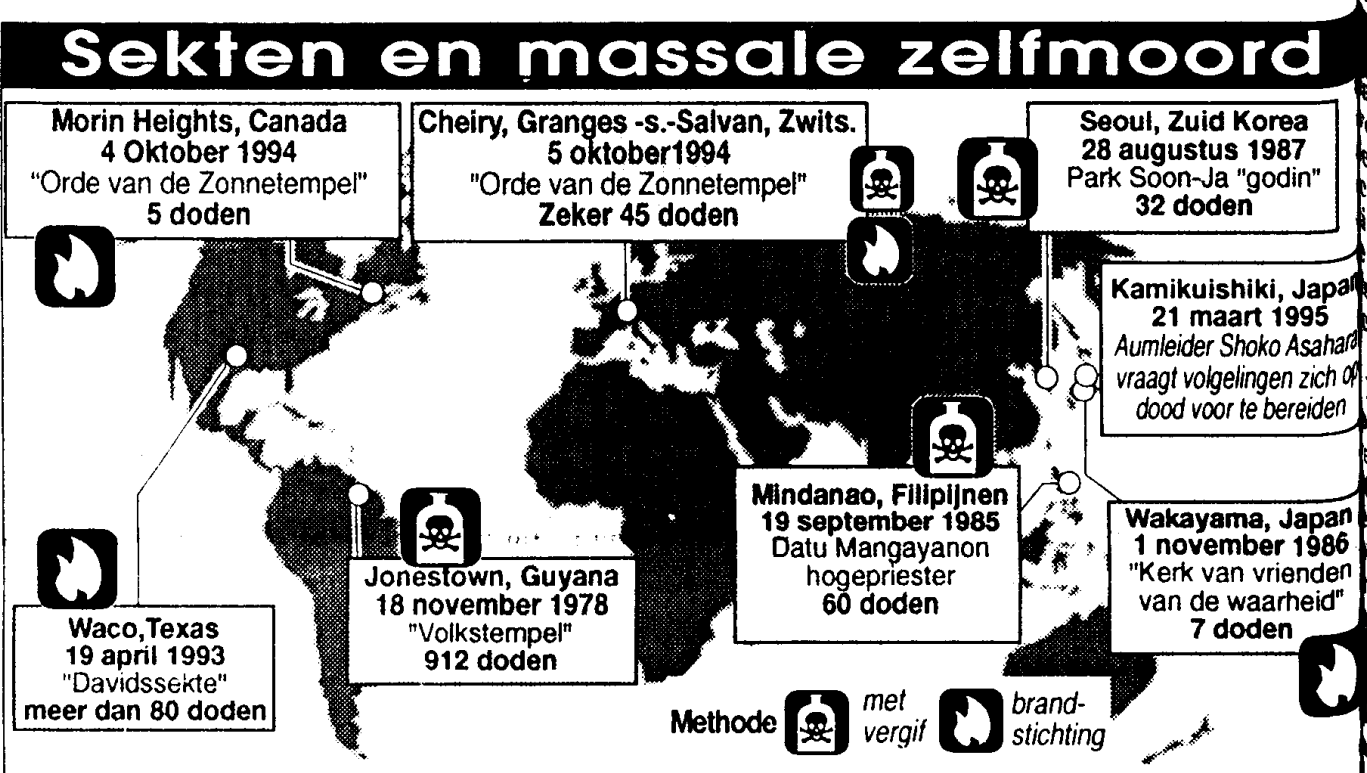 Sekten en massale zelfmoord
Morin Heights, Canada
4 Oktober 1994
"Orde van de Zonnetempel"
5 doden
Cheiry, Granges -s.-Salvan, Zwits.
5 oktober1994
"Orde van de Zonnetempel"
Zeker 45 doden
Seoul, Zuid Korea
28 augustus 1987
Park Soon-Ja "godin"
32 doden
Kamikuishiki, Japan
21 maart 1995
Aumleider Shoko Asahara
vraagt volgelingen zich op
dood voor te bereiden
Mindanao, Filipijnen
19 september 1985
Datu Mangayanon
hogepriester
60 doden
Wakayama, Japan
1 november 1986
"Kerk van vrienden
van de waarheid"
7 doden
Jonestown, Guyana
18 november 1978
"Volkstempel"
912 doden
Waco,Texas
19 april 1993
"Davidssekte"
meer dan 80 doden
Methode
met
vergif
brand-
stichting